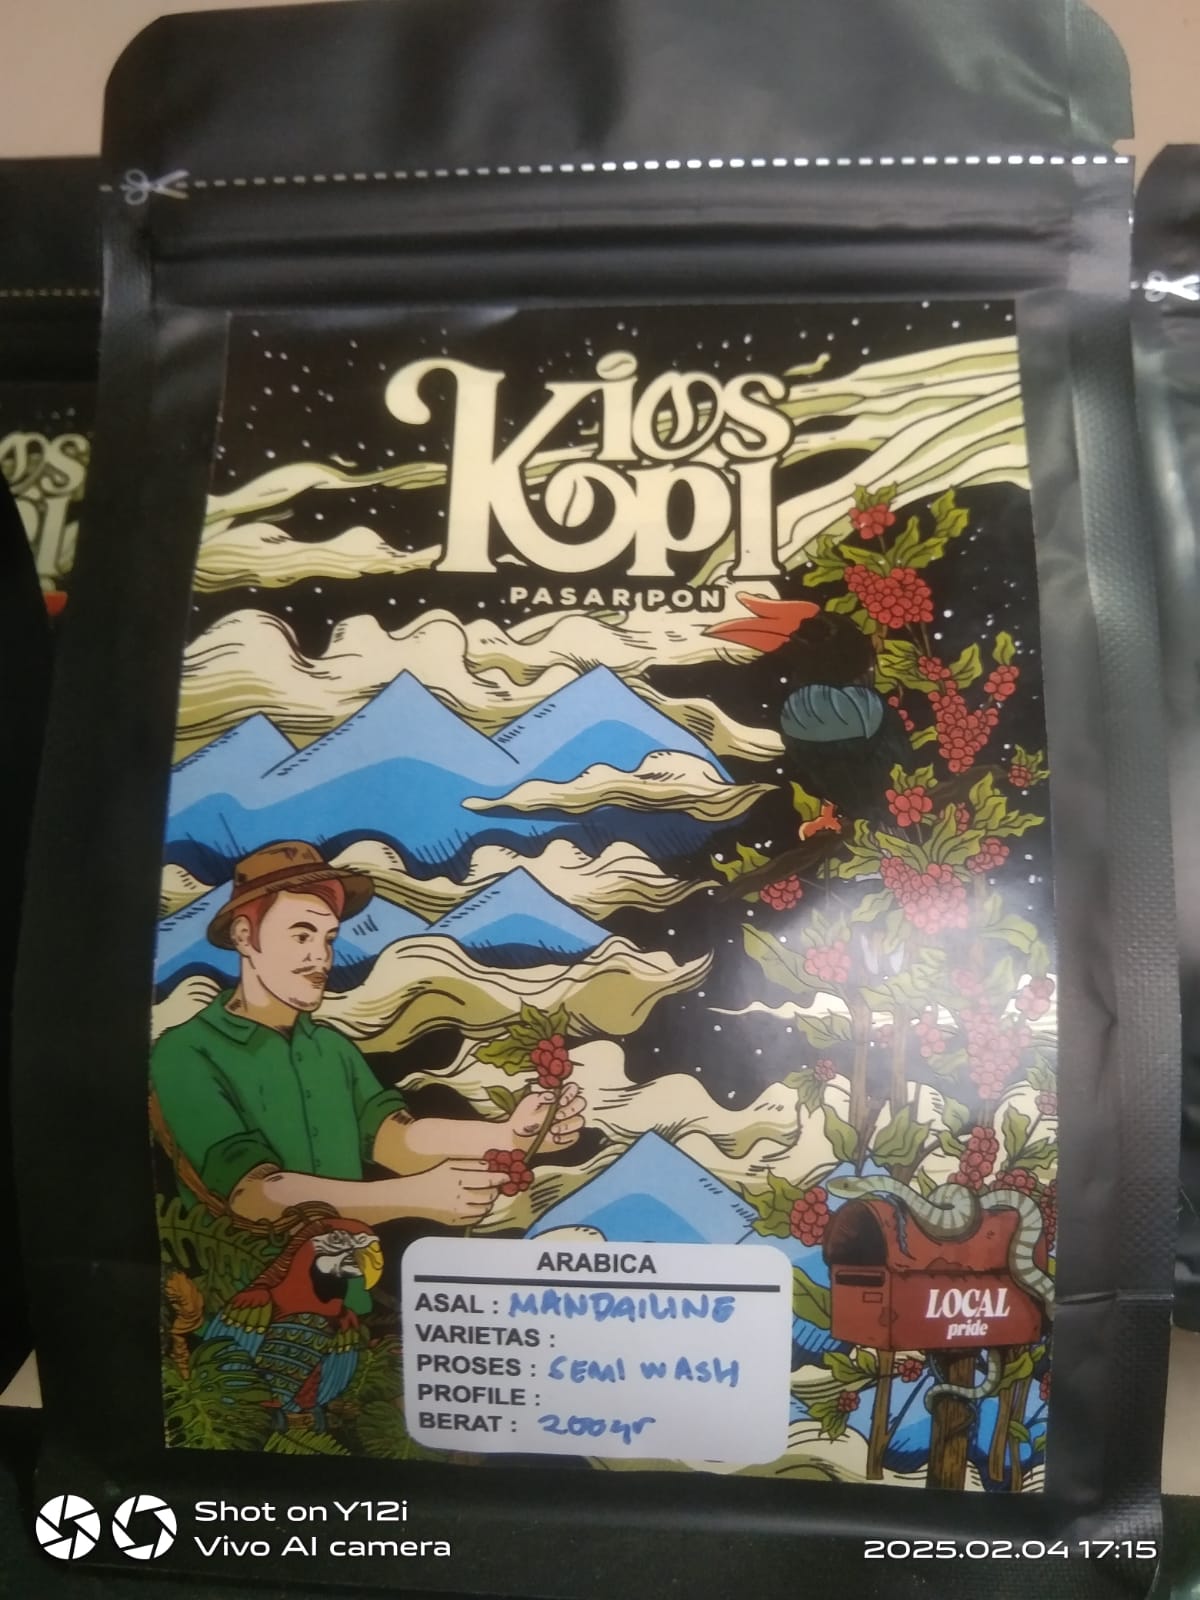 Kios
Kopi
PASAR PON
LOCAL
pride
ARABICA
ASAL : MANDAILING
VARIETAS :
PROSES : SEMI WASH
PROFILE :
BERAT : 200gr
Shot on Y12i
Vivo AI camera
2025.02.04 17:15